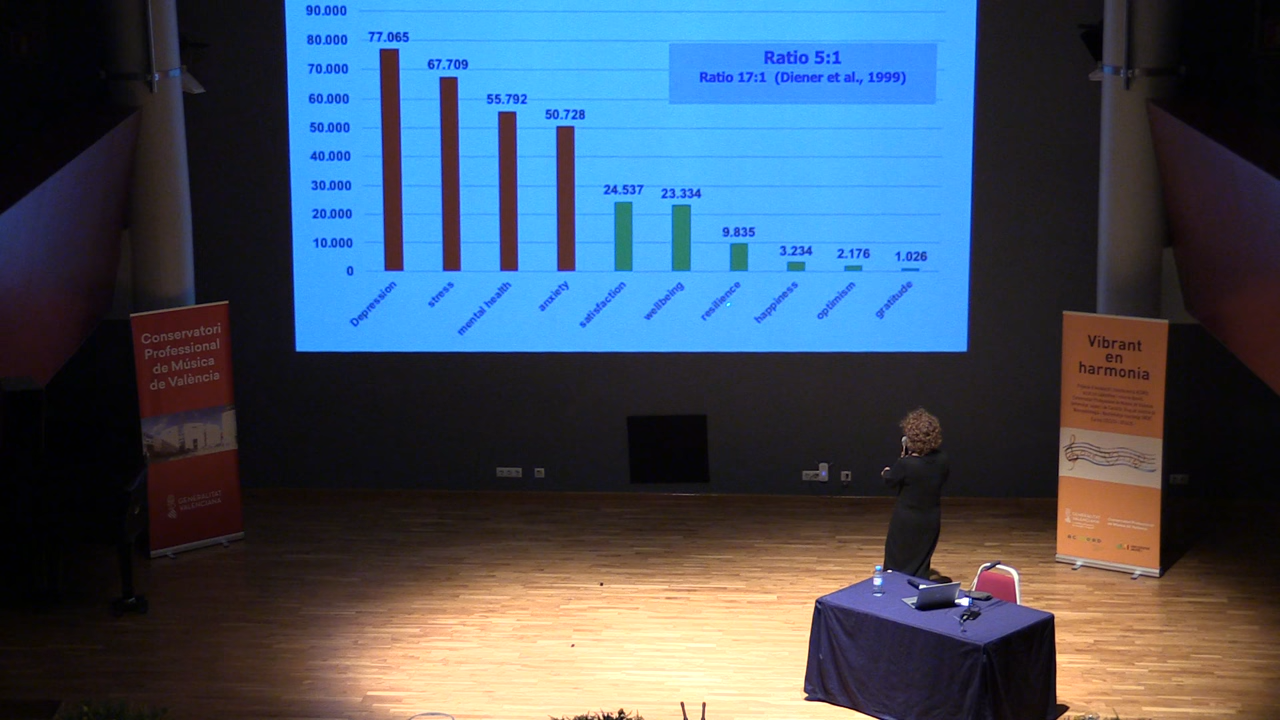 90.000
80.000
70.000
60.000
50.000
40.000
30.000
20.000
10.000
0
77.065
67.709
55.792
50.728
24.537
23.334
9.835
3.234
2.176
1.026
Ratio 5:1
Ratio 17:1 (Diener et al., 1999)
Depression
stress
mental health
anxiety
satisfaction
wellbeing
resilience
happiness
optimism
gratitude
Conservatori
Professional
de Música
de València
GENERALITAT
VALENCIANA
Vibrant
en
harmonia